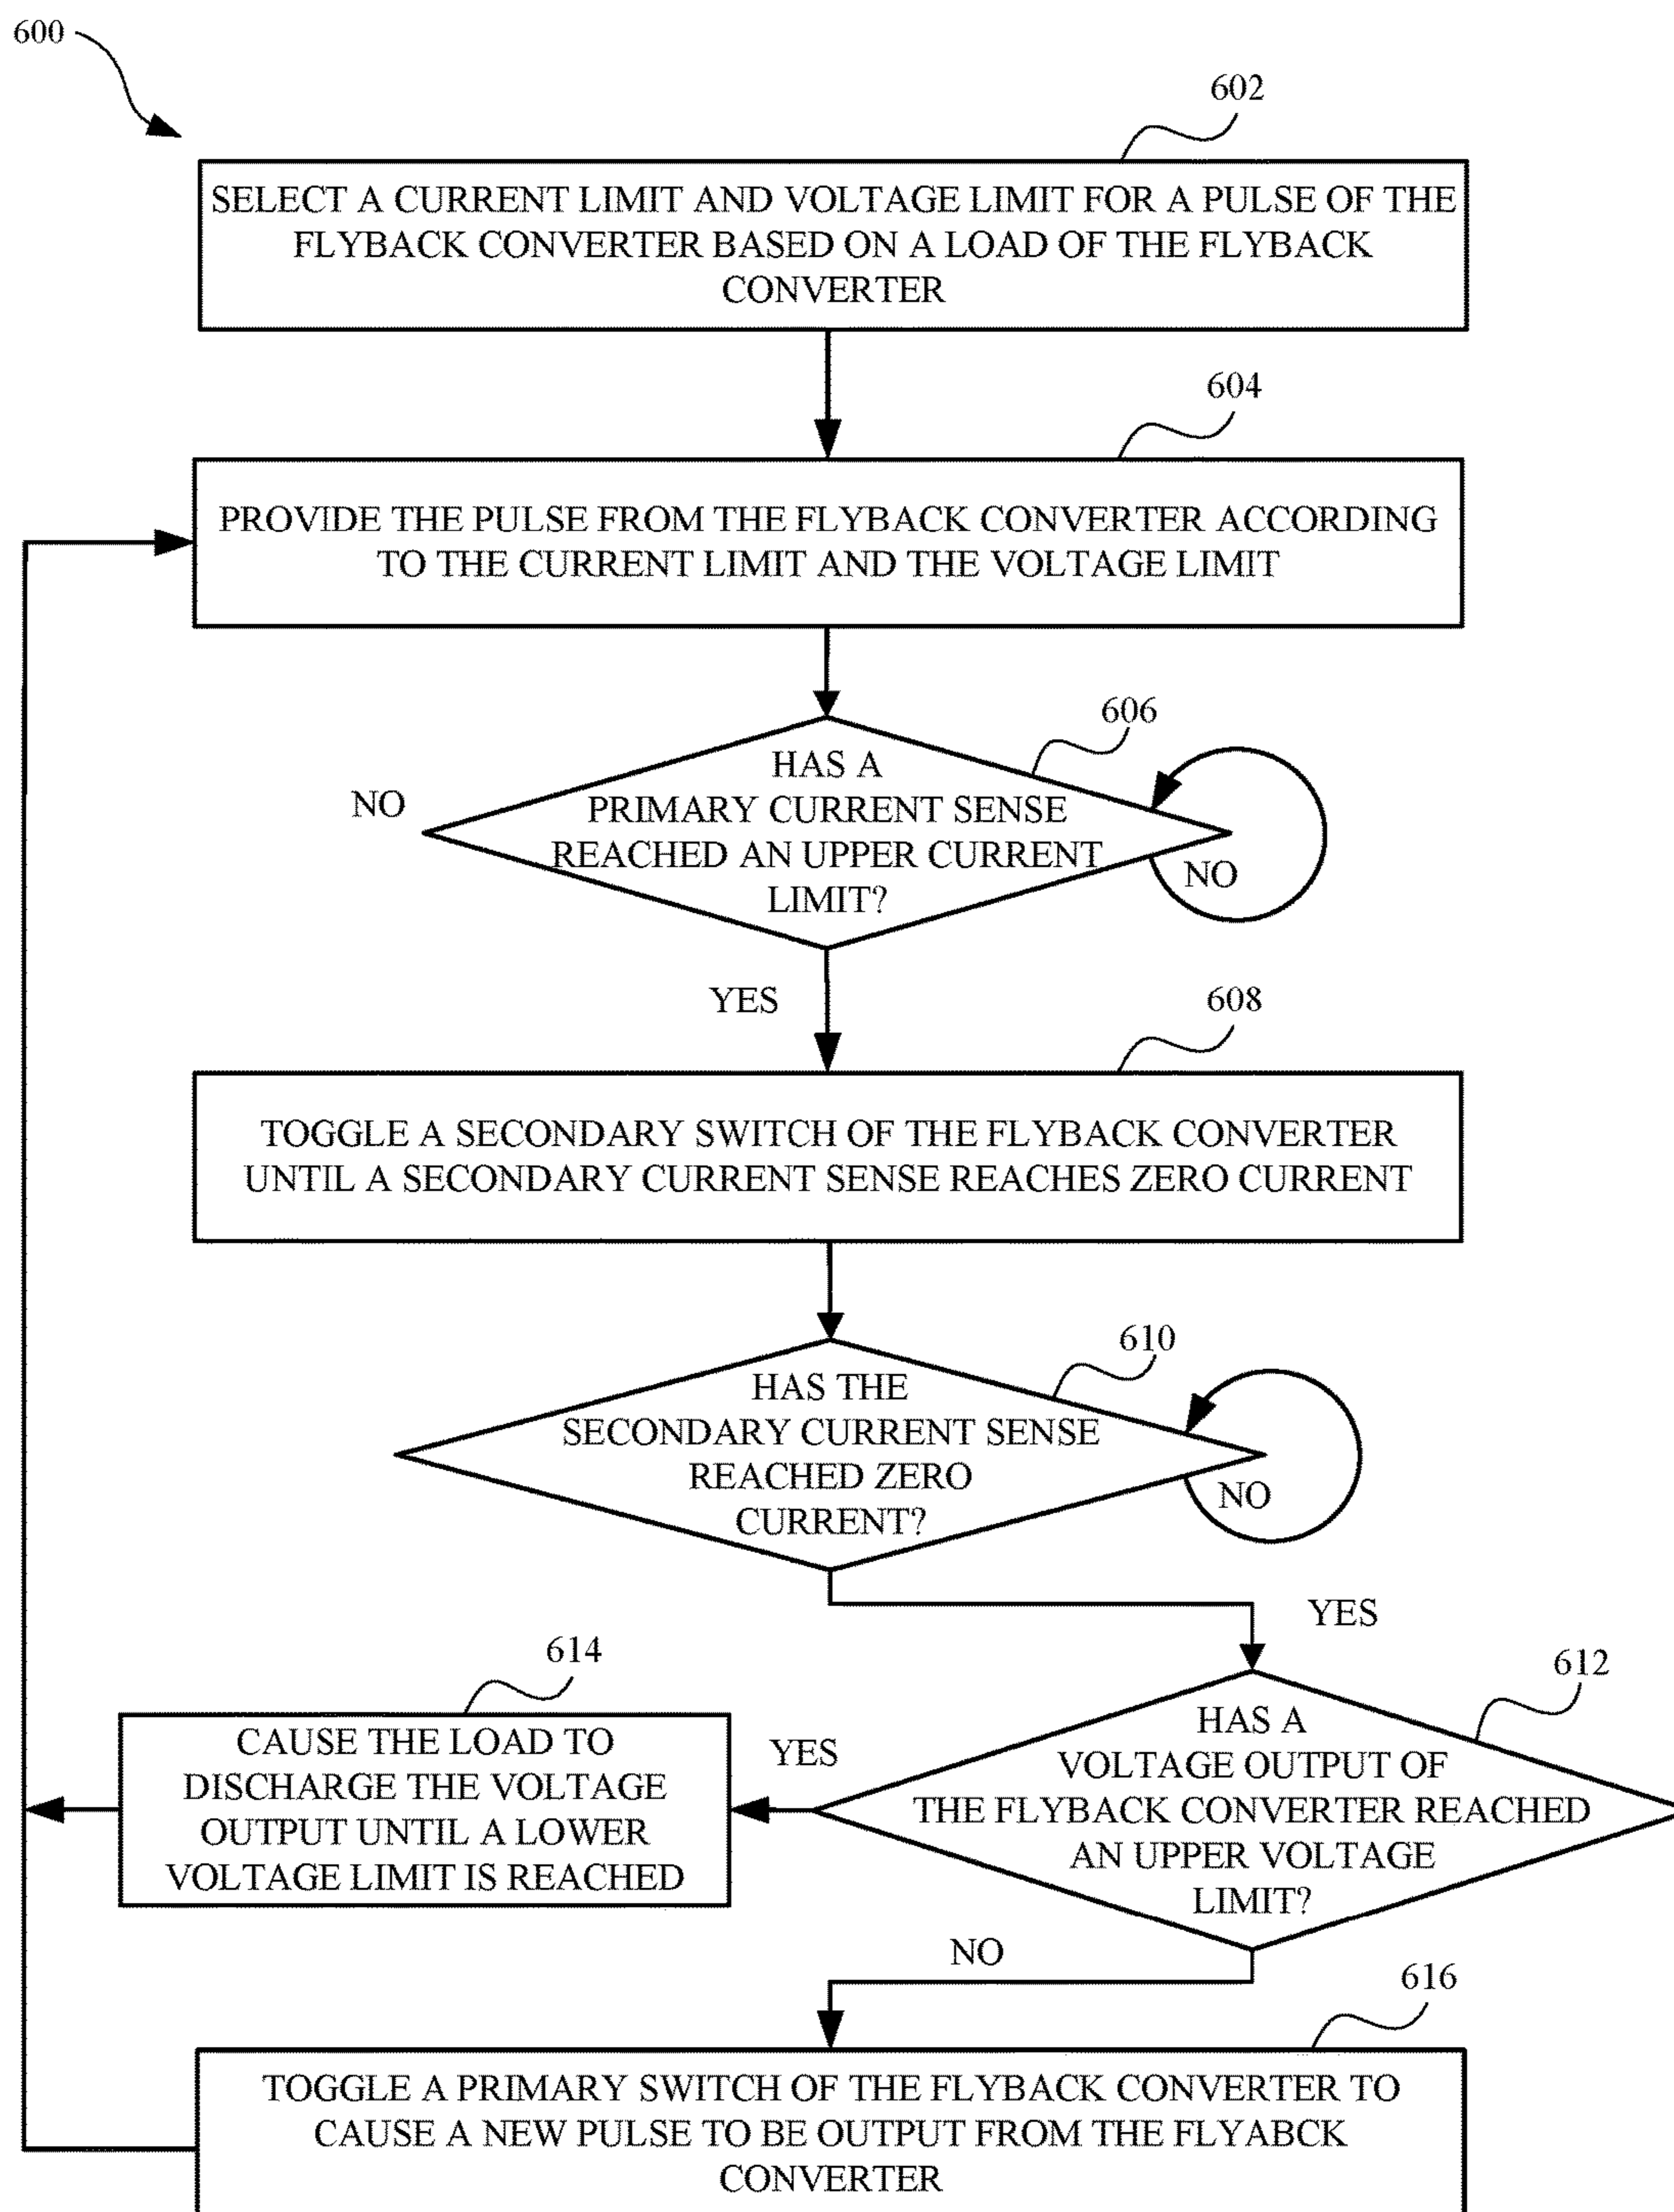 600
602
SELECT A CURRENT LIMIT AND VOLTAGE LIMIT FOR A PULSE OF THE
FLYBACK CONVERTER BASED ON A LOAD OF THE FLYBACK
CONVERTER
604
PROVIDE THE PULSE FROM THE FLYBACK CONVERTER ACCORDING
TO THE CURRENT LIMIT AND THE VOLTAGE LIMIT
606
NO
HAS A
PRIMARY CURRENT SENSE
REACHED AN UPPER CURRENT
LIMIT?
NO
YES
608
TOGGLE A SECONDARY SWITCH OF THE FLYBACK CONVERTER
UNTIL A SECONDARY CURRENT SENSE REACHES ZERO CURRENT
610
HAS THE
SECONDARY CURRENT SENSE
REACHED ZERO
CURRENT?
NO
YES
612
HAS A
VOLTAGE OUTPUT OF
THE FLYBACK CONVERTER REACHED
AN UPPER VOLTAGE
LIMIT?
YES
614
CAUSE THE LOAD TO
DISCHARGE THE VOLTAGE
OUTPUT UNTIL A LOWER
VOLTAGE LIMIT IS REACHED
NO
616
TOGGLE A PRIMARY SWITCH OF THE FLYBACK CONVERTER TO
CAUSE A NEW PULSE TO BE OUTPUT FROM THE FLYABCK
CONVERTER